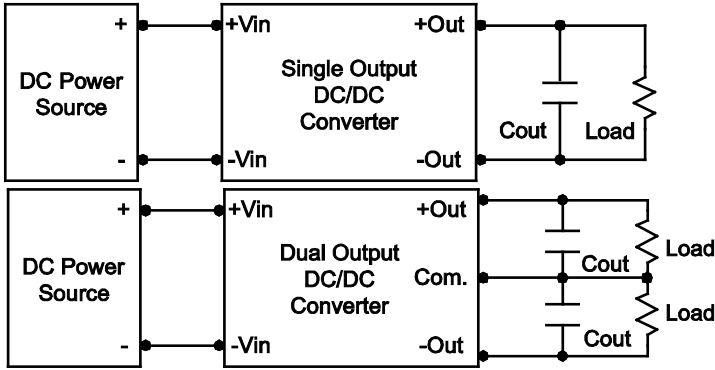 +
+Vin
+Out
DC Power
Source
Single Output
DC/DC
Converter
Cout
Load
-
-Vin
-Out
+
+Vin
+Out
DC Power
Source
Dual Output
DC/DC
Converter
Com.
Cout
Load
Cout
Load
-
-Vin
-Out